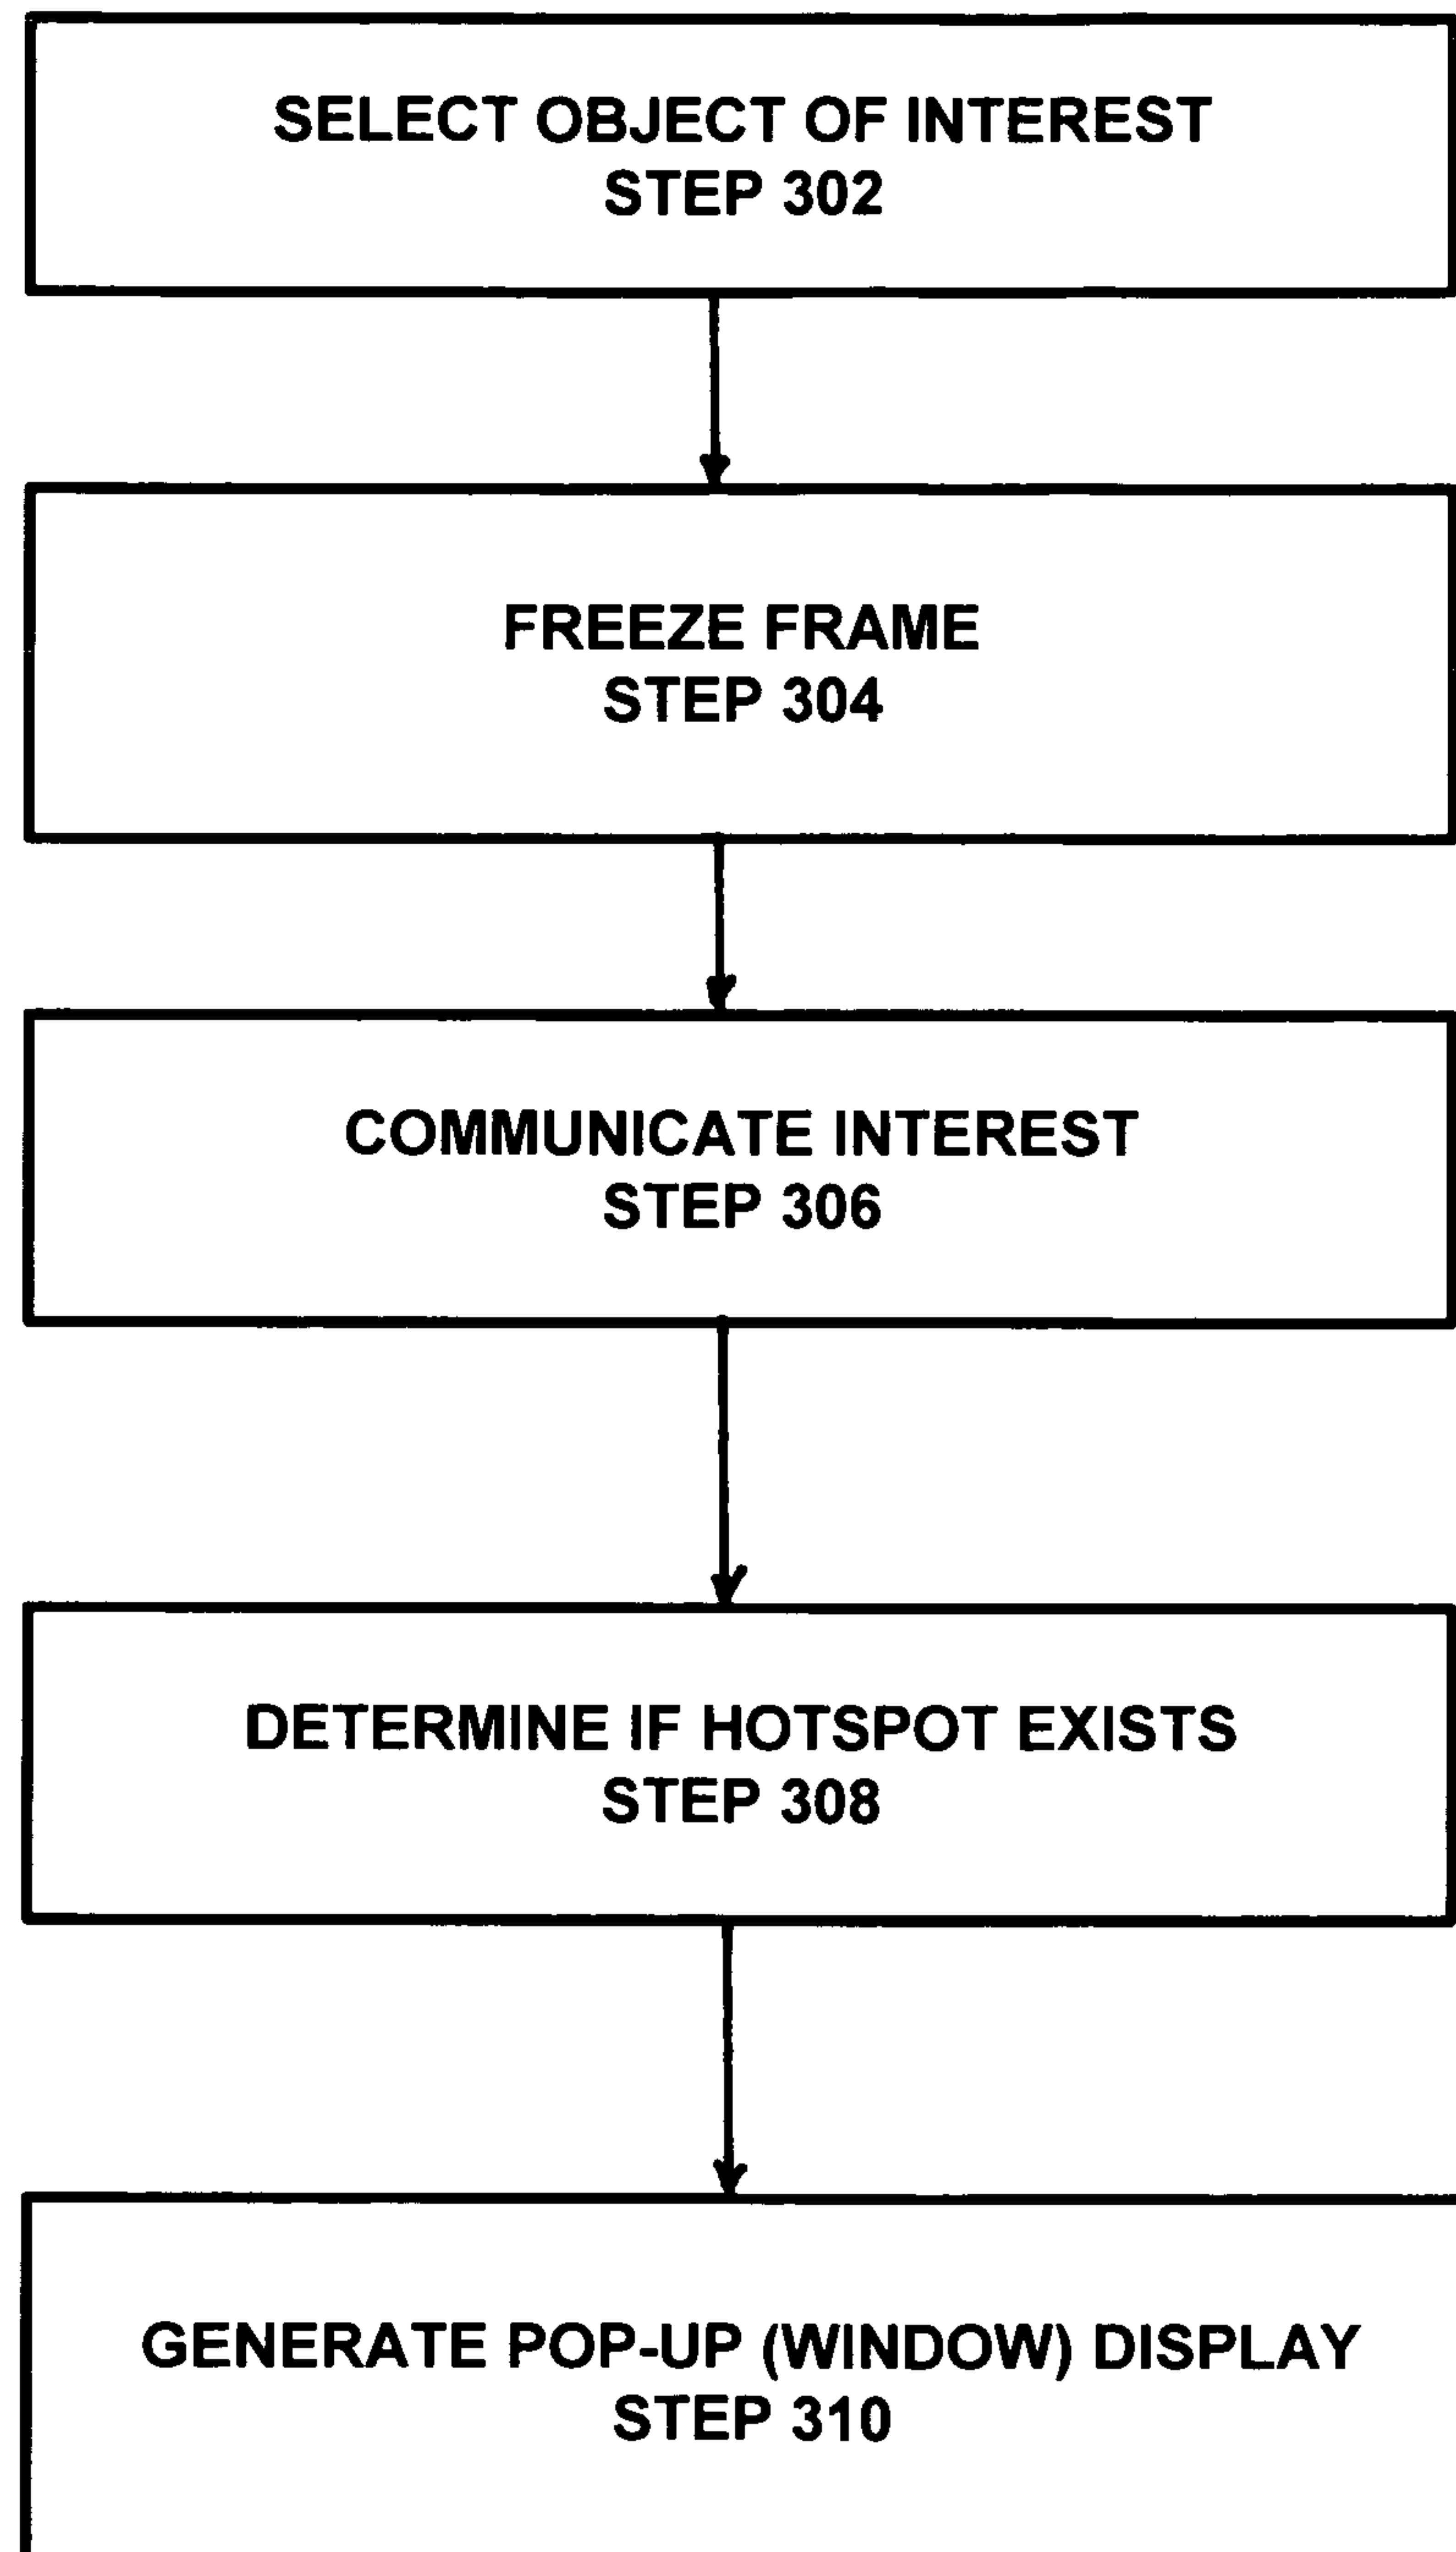 SELECT OBJECT OF INTEREST
STEP 302
FREEZE FRAME
STEP 304
COMMUNICATE INTEREST
STEP 306
DETERMINE IF HOTSPOT EXISTS
STEP 308
GENERATE POP-UP (WINDOW) DISPLAY
STEP 310